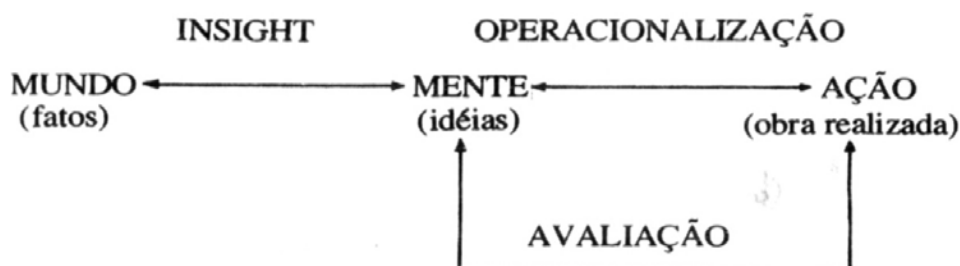 INSIGHT OPERACIONALIZAÇÃO
MUNDO MENTE AÇÃO
(fatos) (idéias) (obra realizada)
AVALIAÇÃO